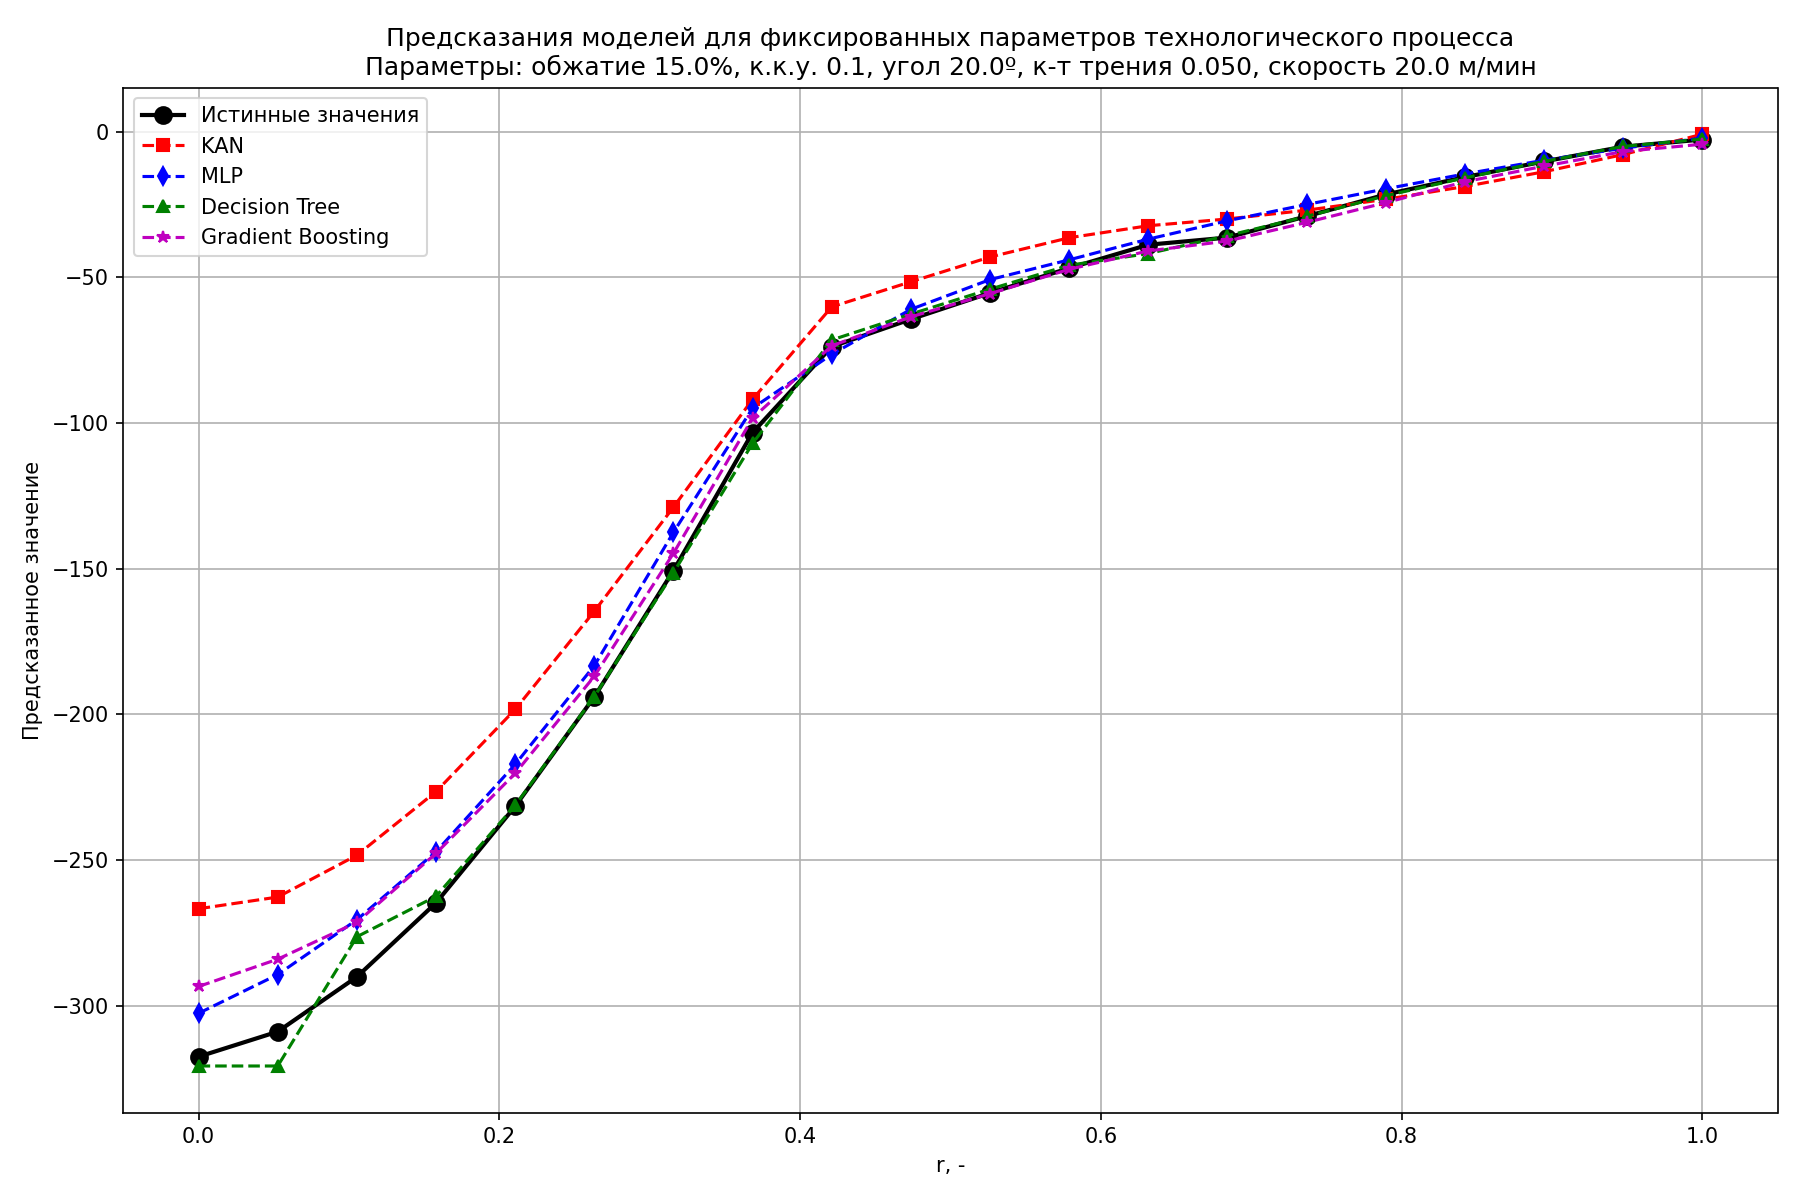 Предсказания моделей для фиксированных параметров технологического процесса
Параметры: обжатие 15.0%, к.к.у. 0.1, угол 20.0º, к-т трения 0.050, скорость 20.0 м/мин
Истинные значения
KAN
MLP
Decision Tree
Gradient Boosting
Предсказанное значение
0
−50
−100
−150
−200
−250
−300
0.0 0.2 0.4 0.6 0.8 1.0
r, -